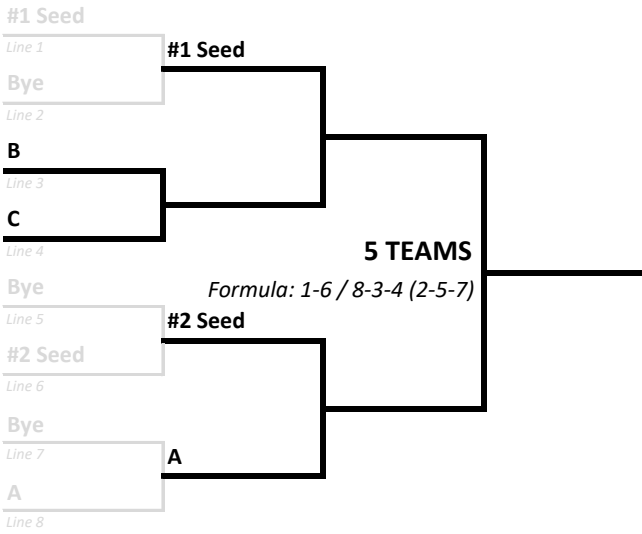 #1 Seed
Line 1
#1 Seed
Bye
Line 2
B
Line 3
C
Line 4
5 TEAMS
Bye
Formula: 1-6 / 8-3-4 (2-5-7)
Line 5
#2 Seed
#2 Seed
Line 6
Bye
Line 7
A
A
Line 8